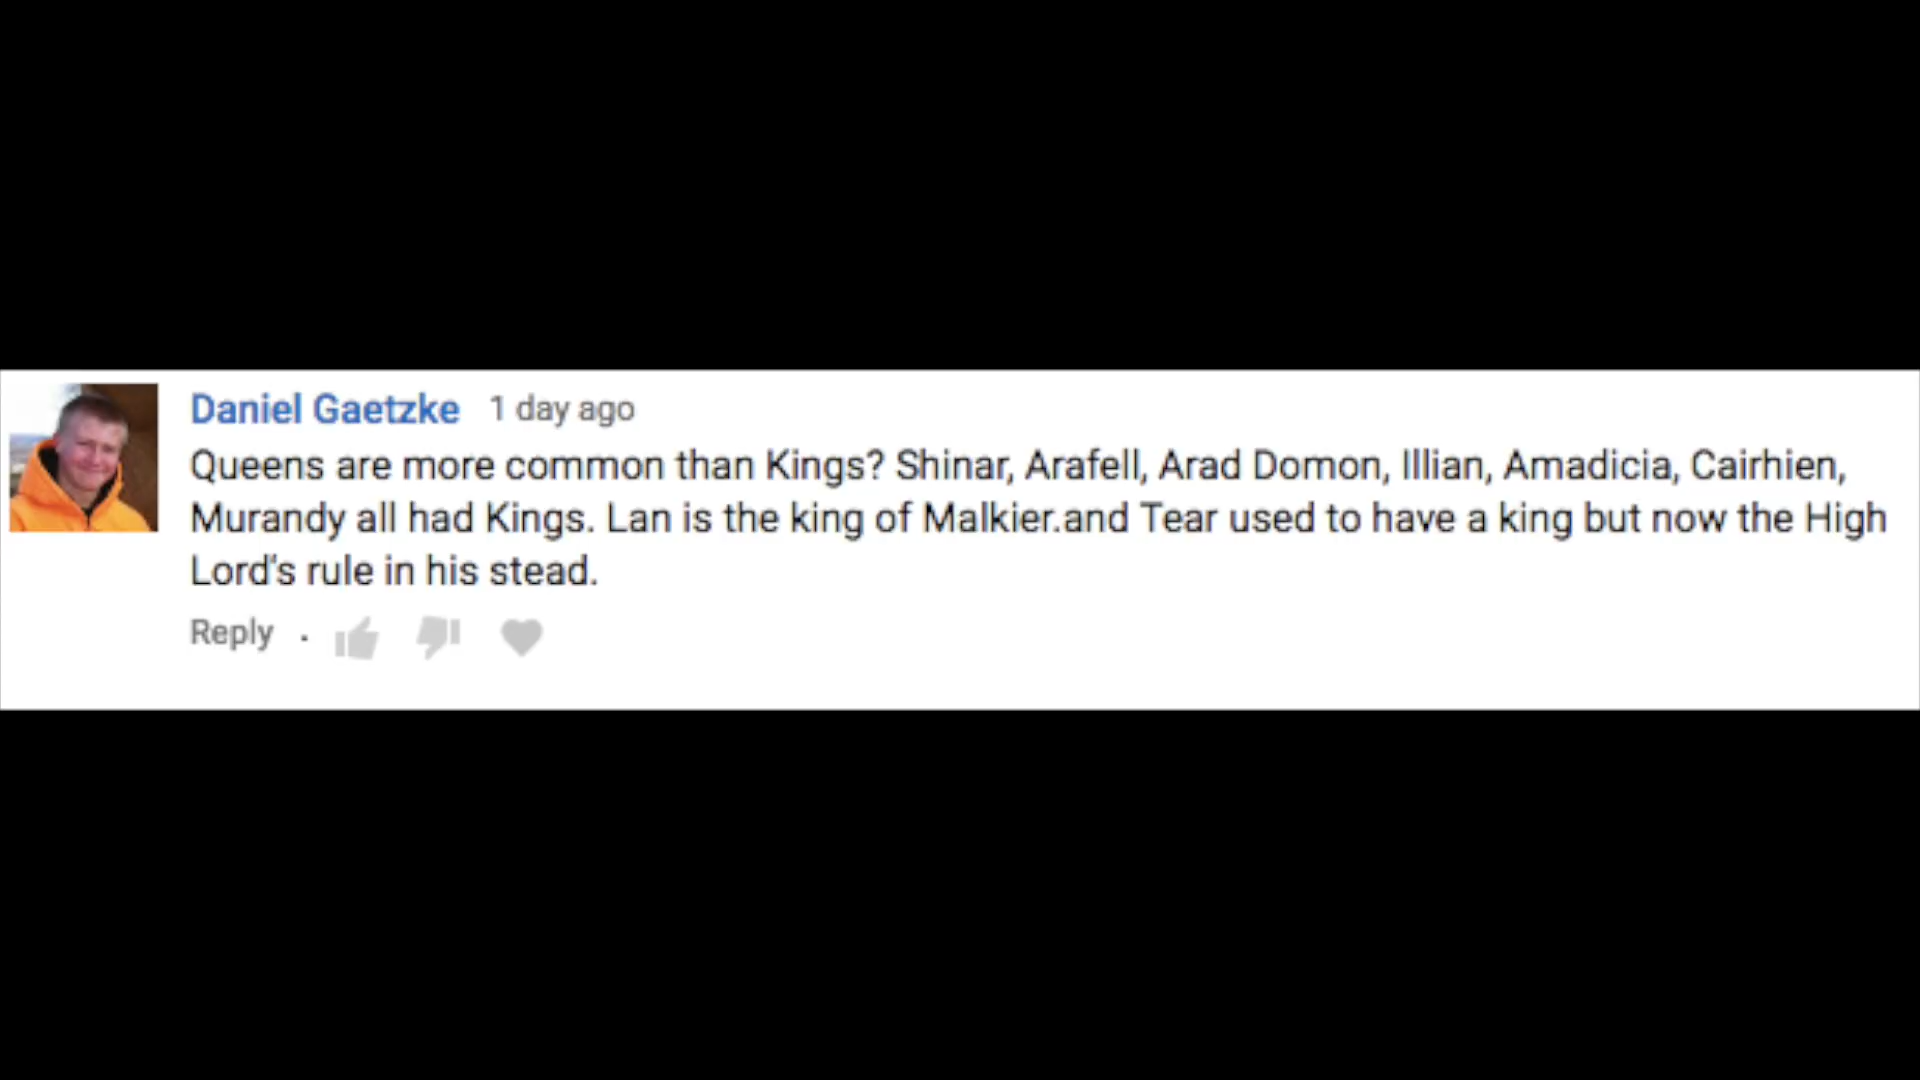 Daniel Gaetzke 1 day ago
Queens are more common than Kings? Shinar, Arafell, Arad Domon, Illian, Amadicia, Cairhien,
Murandy all had Kings. Lan is the king of Malkier.and Tear used to have a king but now the High
Lord's rule in his stead.
Reply